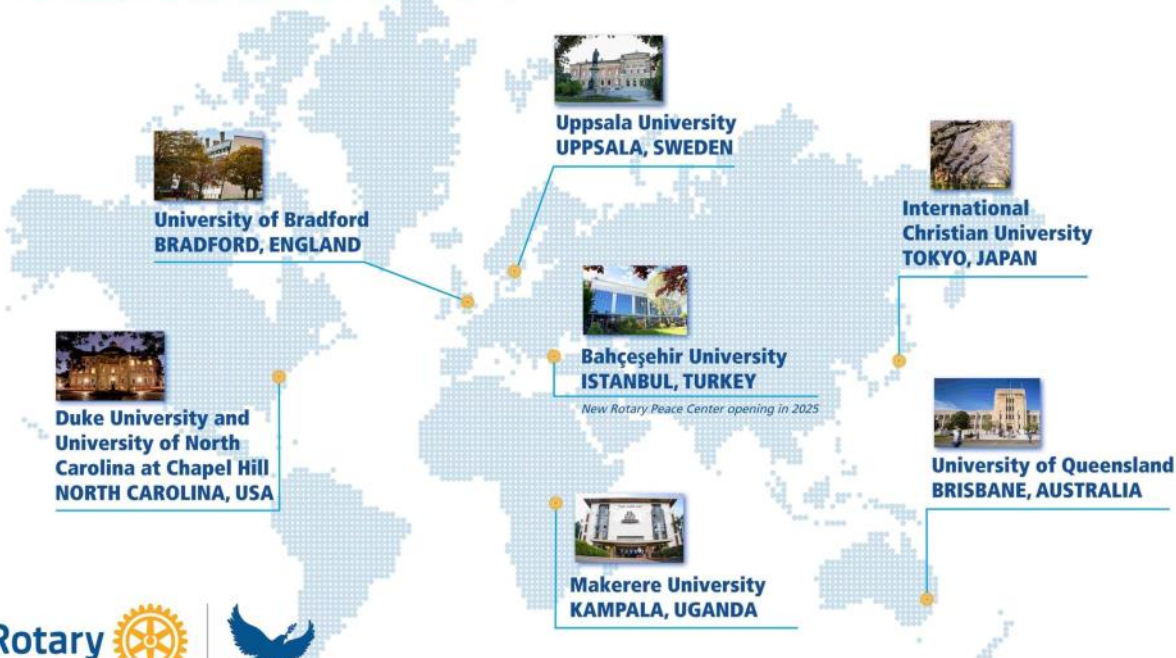 Uppsala University
UPPSALA, SWEDEN
University of Bradford
BRADFORD, ENGLAND
International
Christian University
TOKYO, JAPAN
Bahçeşehir University
ISTANBUL, TURKEY
New Rotary Peace Center opening in 2025
Duke University and
University of North
Carolina at Chapel Hill
NORTH CAROLINA, USA
University of Queensland
BRISBANE, AUSTRALIA
Makerere University
KAMPALA, UGANDA
Rotary